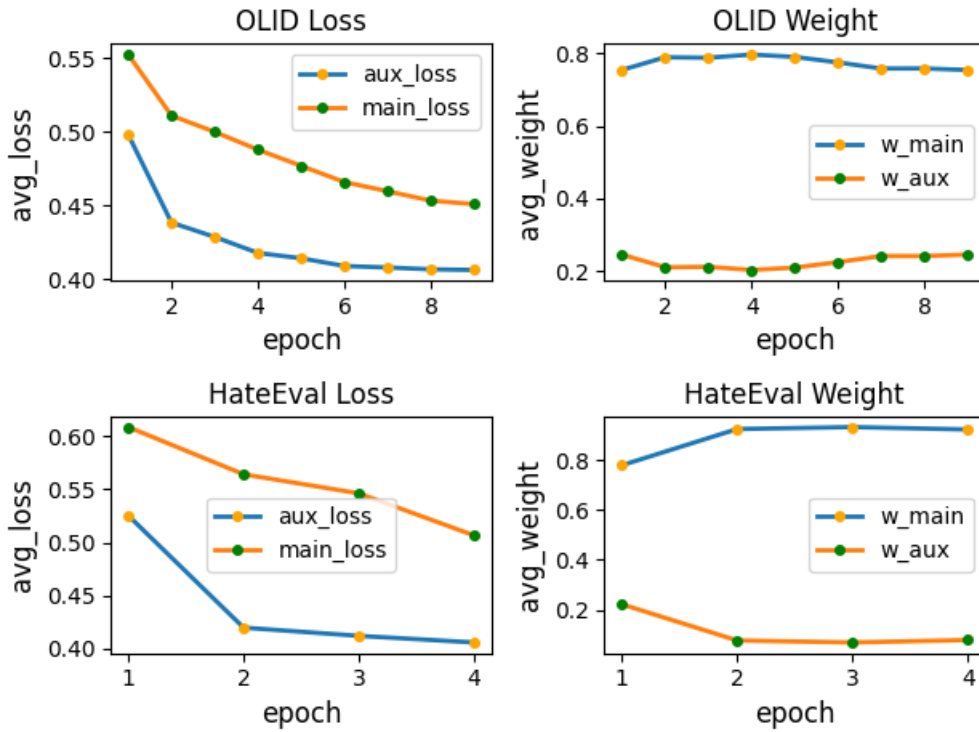 OLID Loss
avg_loss
0.55
0.50
0.45
0.40
aux_loss
main_loss
2 4 6 8
epoch
OLID Weight
avg_weight
0.8
0.6
0.4
0.2
w_main
w_aux
2 4 6 8
epoch
HateEval Loss
avg_loss
0.60
0.55
0.50
0.45
0.40
aux_loss
main_loss
1 2 3 4
epoch
HateEval Weight
avg_weight
0.8
0.6
0.4
0.2
w_main
w_aux
1 2 3 4
epoch